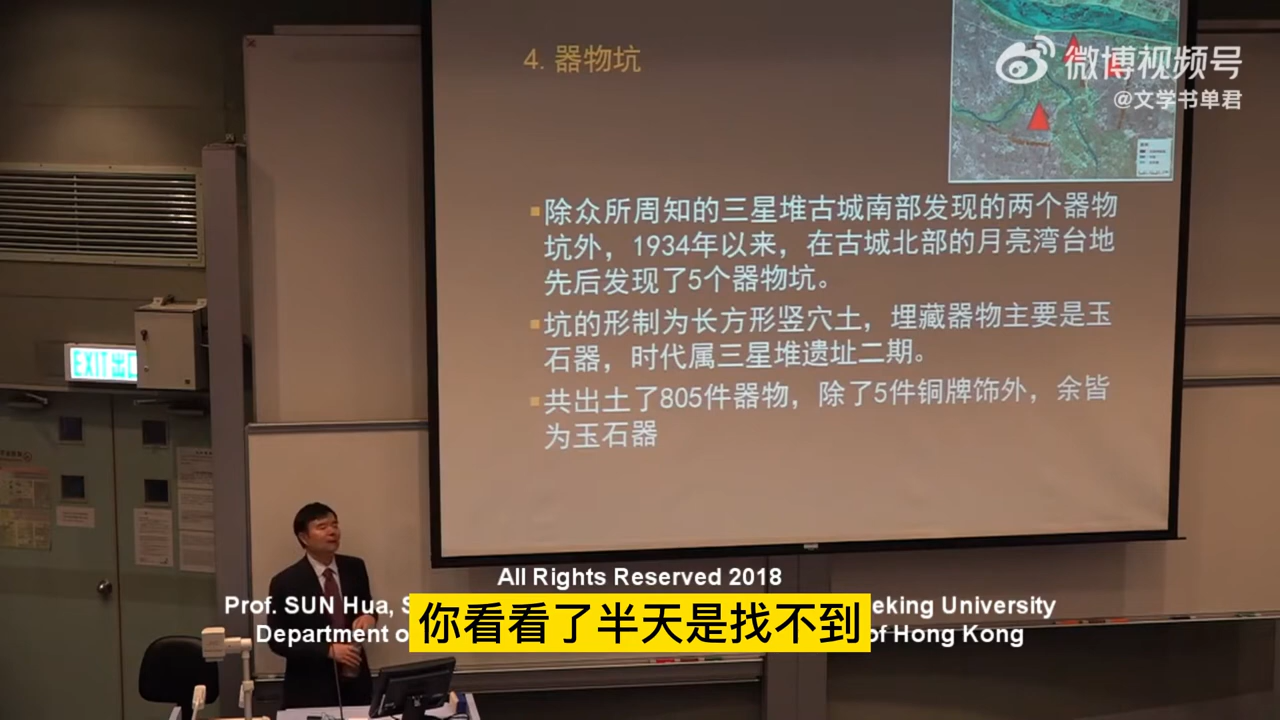 4. 器物坑
微博视频号
@文学书单君
除众所周知的三星堆古城南部发现的两个器物
坑外，1934年以来，在古城北部的月亮湾台地
先后发现了5个器物坑。
坑的形制为长方形竖穴土，埋藏器物主要是玉
石器，时代属三星堆遗址二期。
共出土了805件器物，除了5件铜牌饰外，余皆
为玉石器
EXIT出口
All Rights Reserved 2018
Prof. SUN Hua, S eking University
你看看了半天是找不到
Department o of Hong Kong